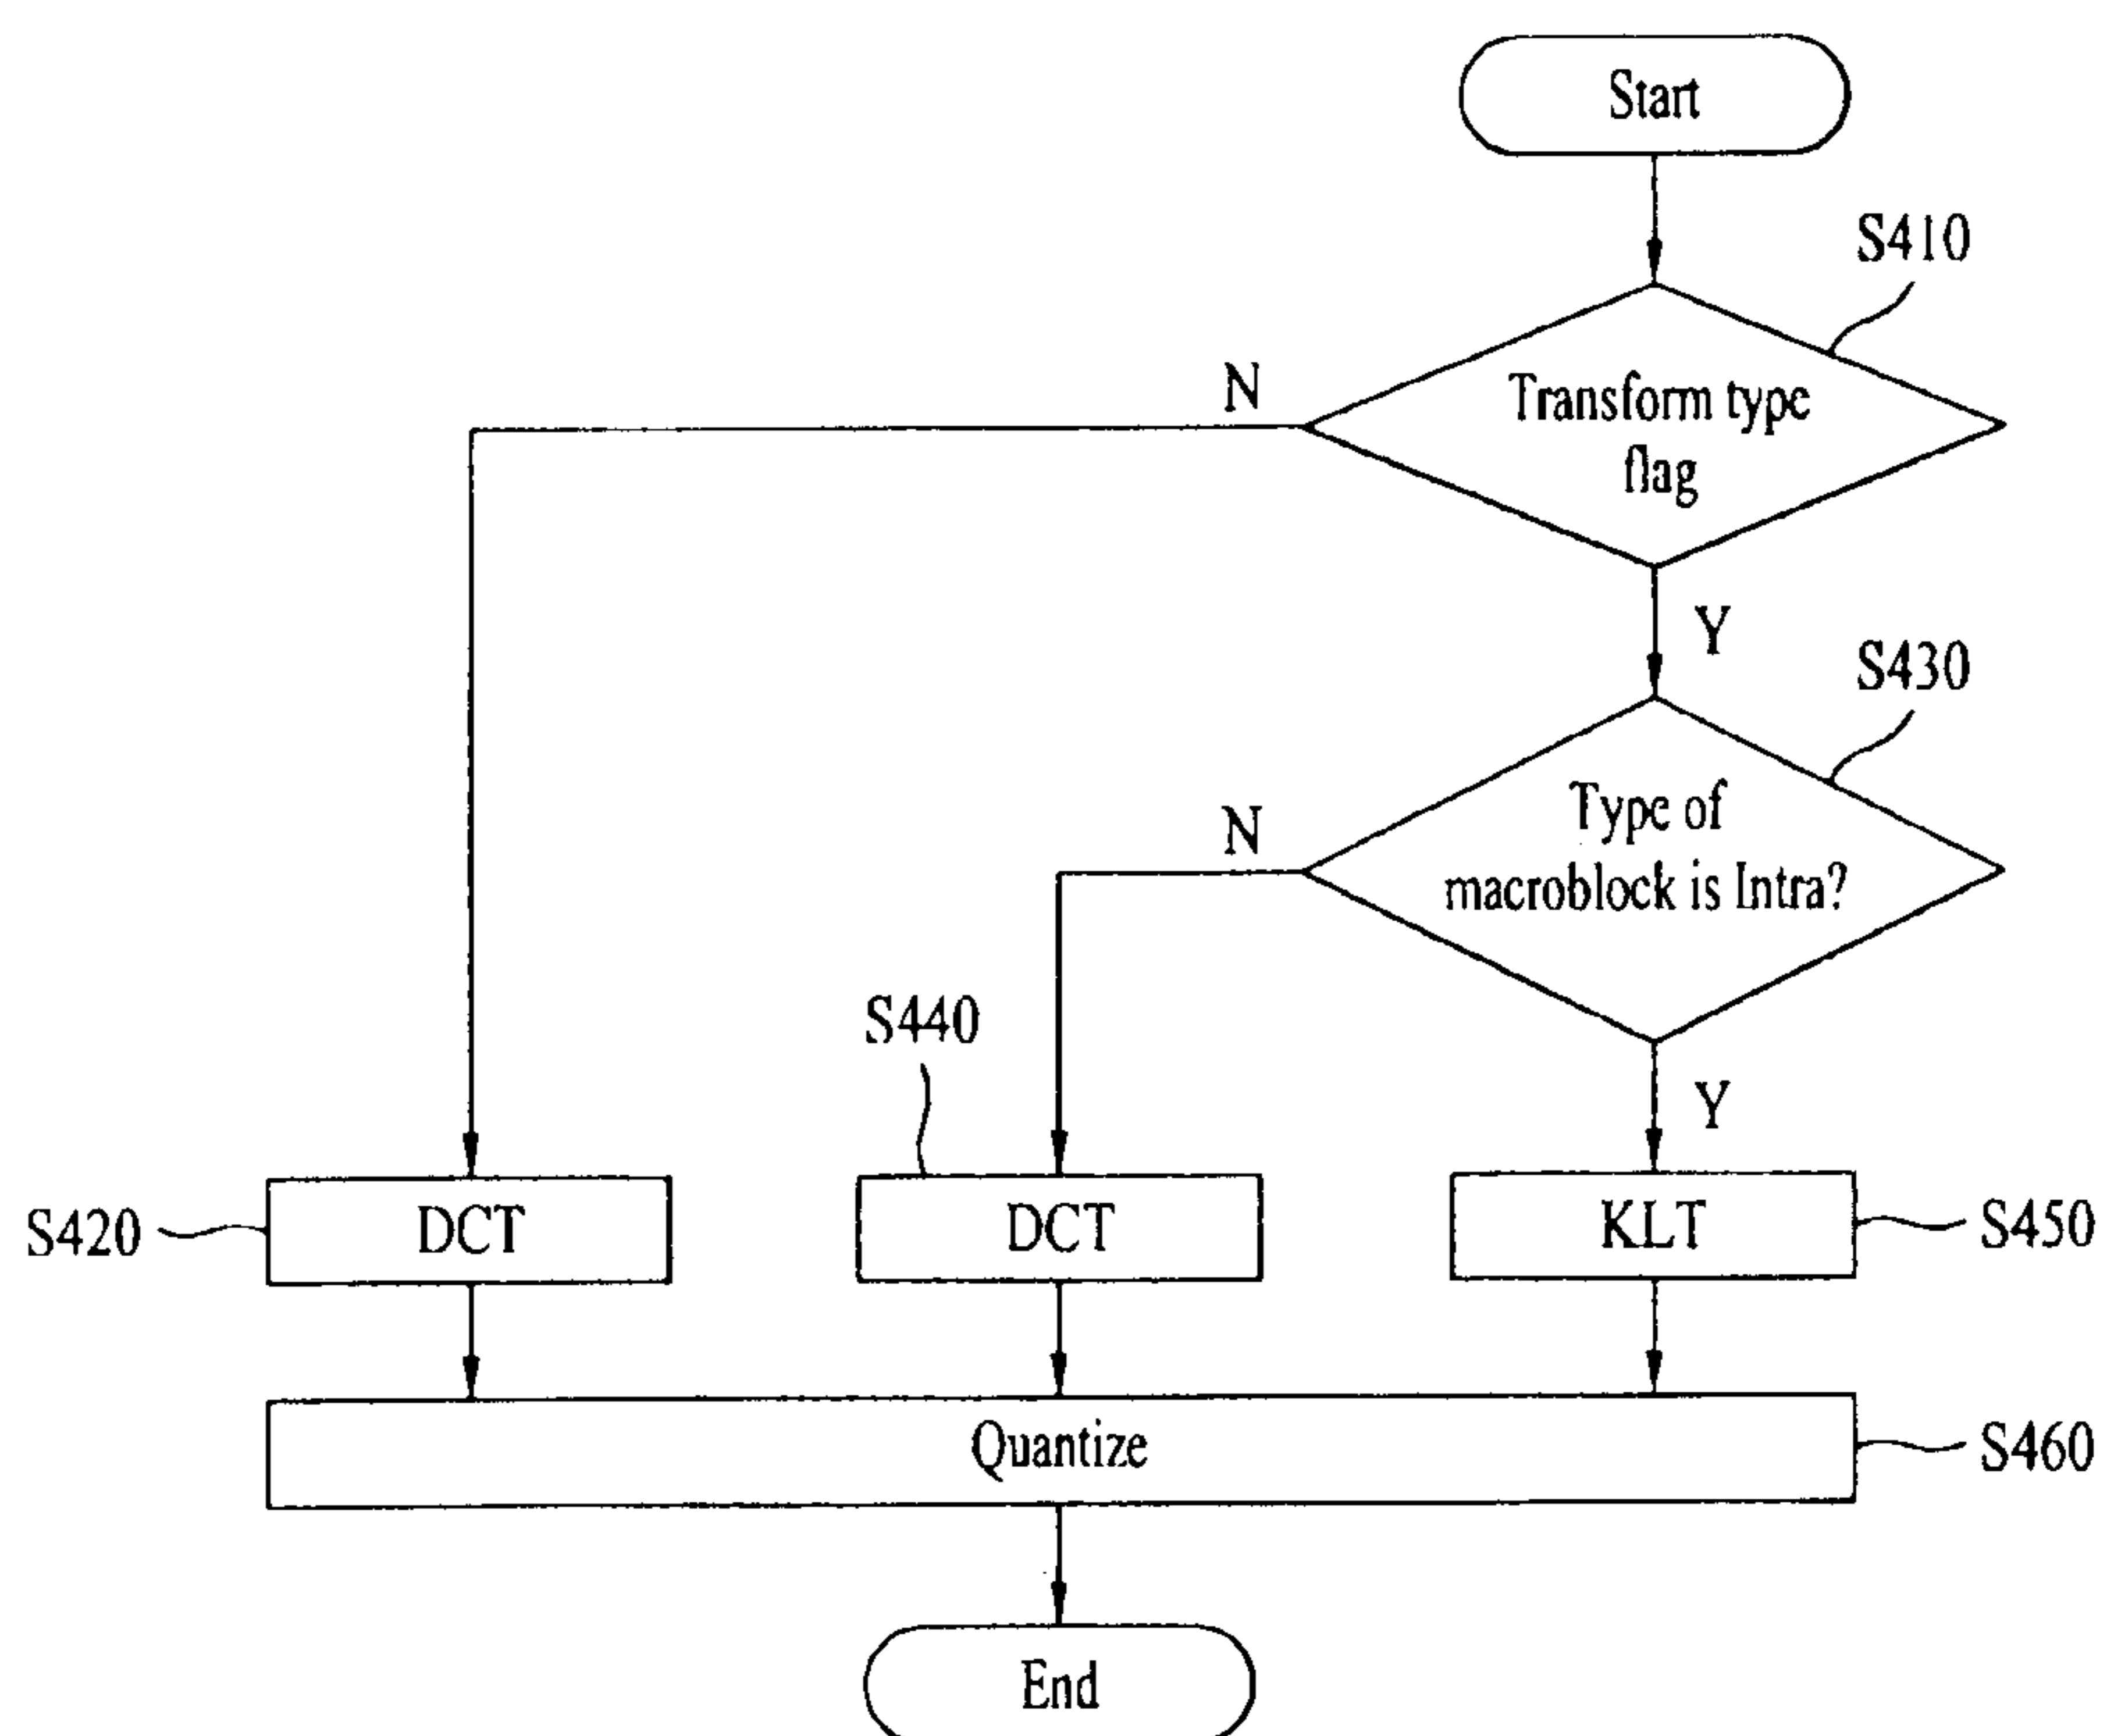 Start
S410
N
Transform type
flag
Y
S430
N
Type of
macroblock is Intra?
S440
Y
S420
DCT
DCT
KLT
S450
Quantize
S460
End